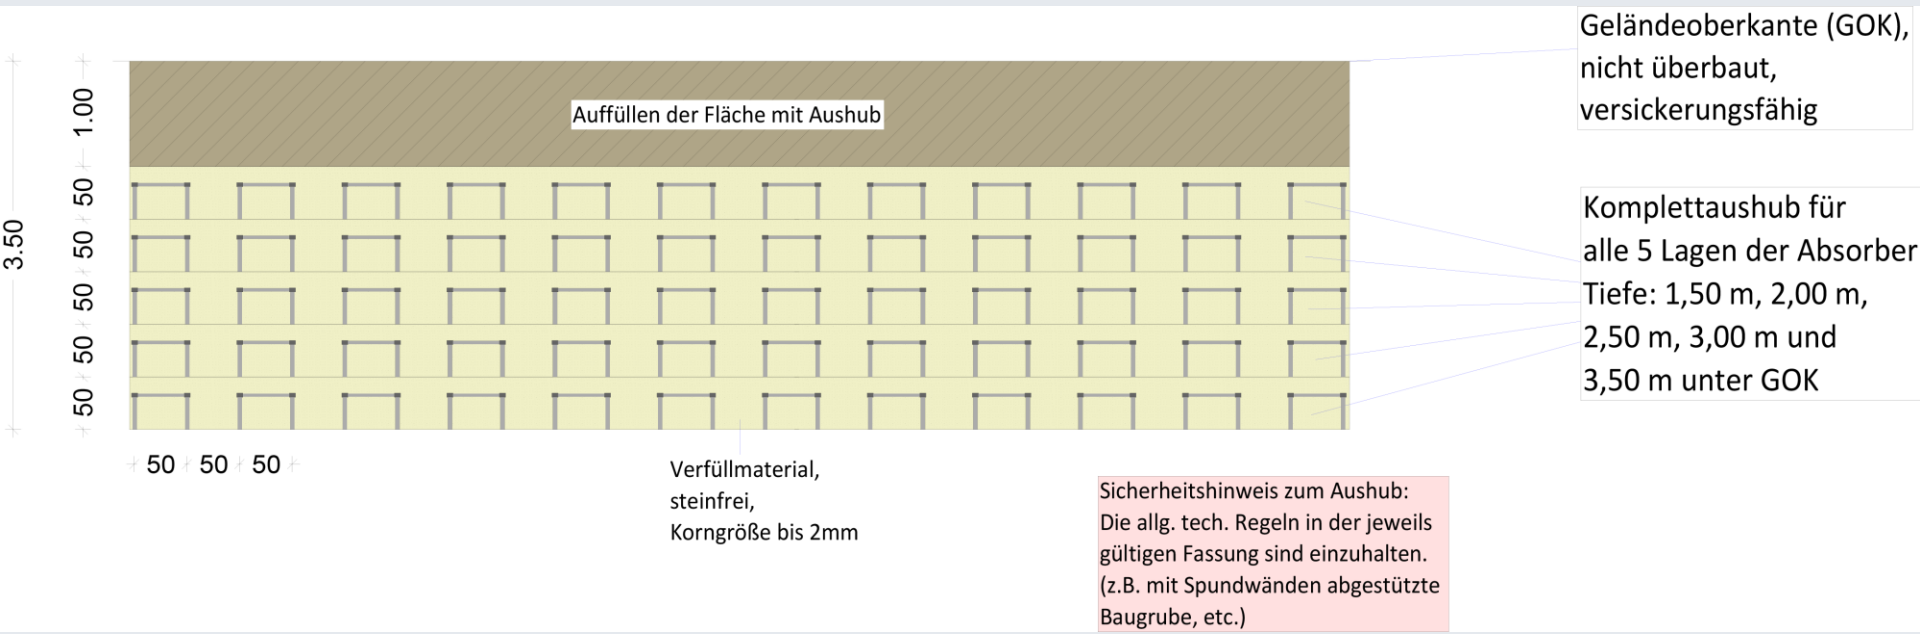 Geländeoberkante (GOK),
nicht überbaut,
versickerungsfähig
Auffüllen der Fläche mit Aushub
3.50
1.00
50
50
50
50
50
Komplettaushub für
alle 5 Lagen der Absorber
Tiefe: 1,50 m, 2,00 m,
2,50 m, 3,00 m und
3,50 m unter GOK
50 50 50
Verfüllmaterial,
steinfrei,
Korngröße bis 2mm
Sicherheitshinweis zum Aushub:
Die allg. tech. Regeln in der jeweils
gültigen Fassung sind einzuhalten.
(z.B. mit Spundwänden abgestützte
Baugrube, etc.)